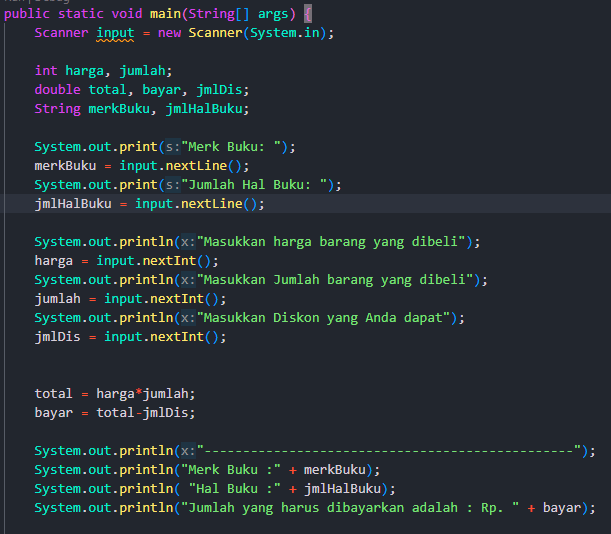 public static void main(String[] args) {
Scanner input = new Scanner(System.in);
int harga, jumlah;
double total, bayar, jmlDis;
String merkBuku, jmlHalBuku;
System.out.print(s:"Merk Buku: ");
merkBuku = input.nextLine();
System.out.print(s:"Jumlah Hal Buku: ");
jmlHalBuku = input.nextLine();
System.out.println(x:"Masukkan harga barang yang dibeli");
harga = input.nextInt();
System.out.println(x:"Masukkan Jumlah barang yang dibeli");
jumlah = input.nextInt();
System.out.println(x:"Masukkan Diskon yang Anda dapat");
jmlDis = input.nextInt();
total = harga*jumlah;
bayar = total-jmlDis;
System.out.println(x:"------------------------------------------------");
System.out.println("Merk Buku :" + merkBuku);
System.out.println( "Hal Buku :" + jmlHalBuku);
System.out.println("Jumlah yang harus dibayarkan adalah : Rp. " + bayar);